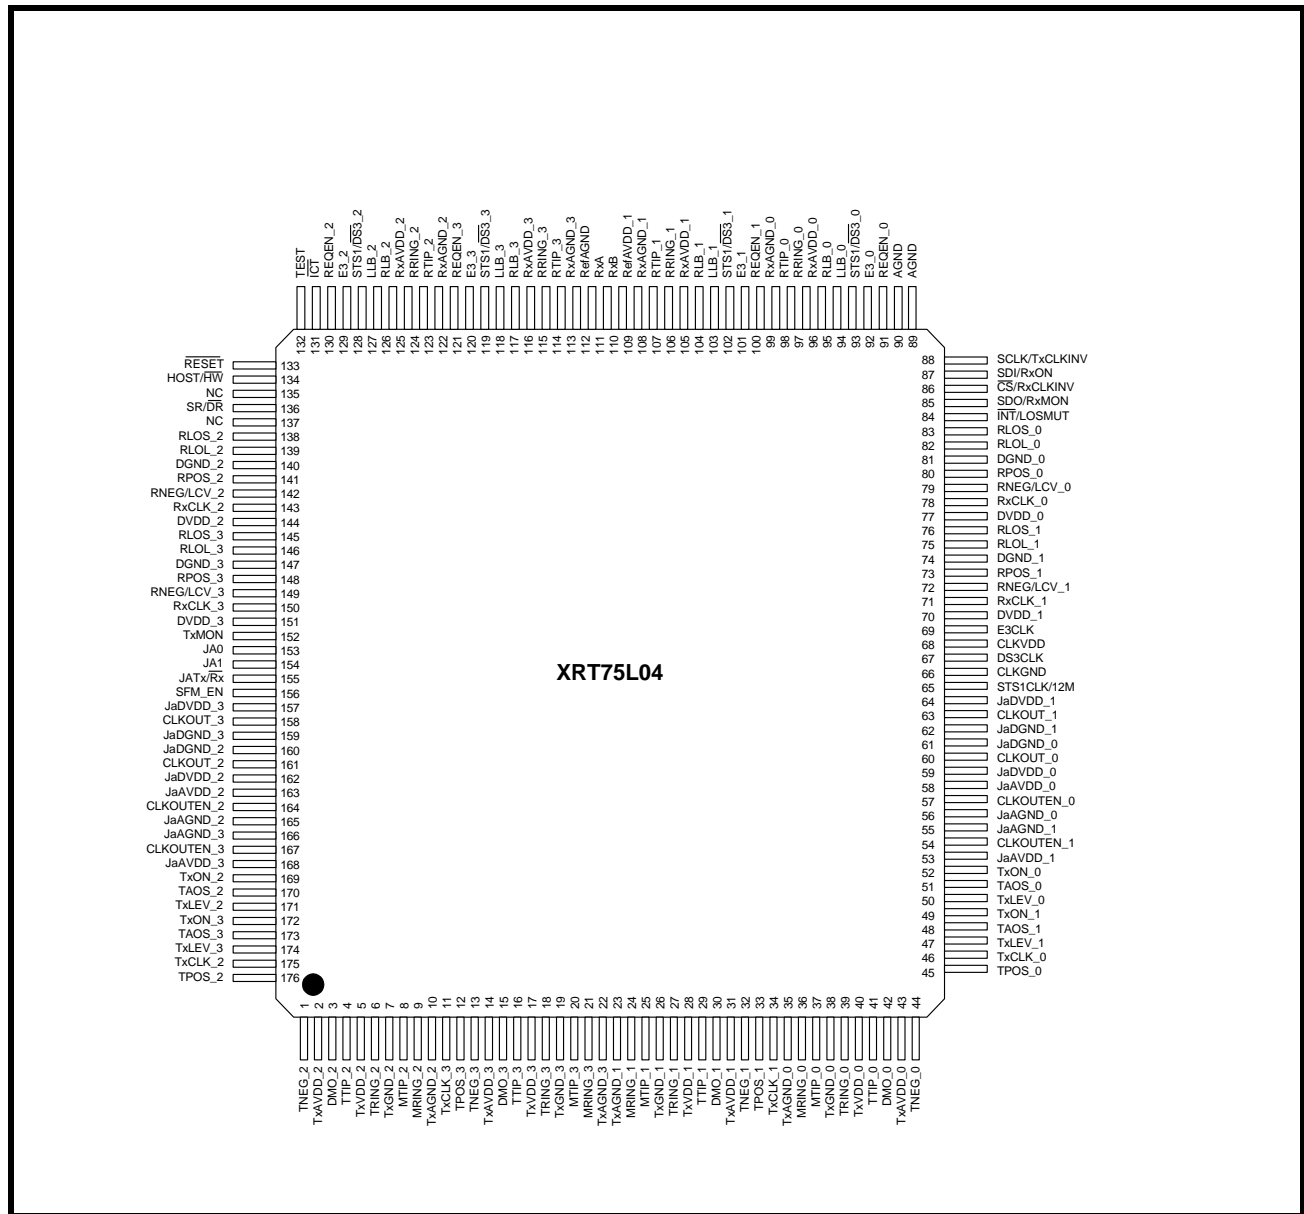 TEST 132
ICT 131
REQEN_2 130
E3_2 129
STS1/DS3_2 128
LLB_2 127
RLB_2 126
RxAVDD_2 125
RRING_2 124
RTIP_2 123
RxAGND_2 122
REQEN_3 121
E3_3 120
STS1/DS3_3 119
LLB_3 118
RLB_3 117
RxAVDD_3 116
RRING_3 115
RTIP_3 114
RxAGND_3 113
RefAGND 112
RxA 111
RxB 110
RefAVDD_1 109
RxAGND_1 108
RTIP_1 107
RRING_1 106
RxAVDD_1 105
RLB_1 104
LLB_1 103
STS1/DS3_1 102
E3_1 101
REQEN_1 100
RxAGND_0 99
RTIP_0 98
RRING_0 97
RxAVDD_0 96
RLB_0 95
LLB_0 94
STS1/DS3_0 93
E3_0 92
REQEN_0 91
AGND 90
AGND 89
RESET 133
HOST/HW 134
NC 135
SR/DR 136
NC 137
RLOS_2 138
RLOL_2 139
DGND_2 140
RPOS_2 141
RNEG/LCV_2 142
RxCLK_2 143
DVDD_2 144
RLOS_3 145
RLOL_3 146
DGND_3 147
RPOS_3 148
RNEG/LCV_3 149
RxCLK_3 150
DVDD_3 151
TxMON 152
JA0 153
JA1 154
JATx/Rx 155
SFM_EN 156
JaDVDD_3 157
CLKOUT_3 158
JaDGND_3 159
JaDGND_2 160
CLKOUT_2 161
JaDVDD_2 162
JaAVDD_2 163
CLKOUTEN_2 164
JaAGND_2 165
JaAGND_3 166
CLKOUTEN_3 167
JaAVDD_3 168
TxON_2 169
TAOS_2 170
TxLEV_2 171
TxON_3 172
TAOS_3 173
TxLEV_3 174
TxCLK_2 175
TPOS_2 176
XRT75L04
88 SCLK/TxCLKINV
87 SDI/RxON
86 CS/RxCLKINV
85 SDO/RxMON
84 INT/LOSMUT
83 RLOS_0
82 RLOL_0
81 DGND_0
80 RPOS_0
79 RNEG/LCV_0
78 RxCLK_0
77 DVDD_0
76 RLOS_1
75 RLOL_1
74 DGND_1
73 RPOS_1
72 RNEG/LCV_1
71 RxCLK_1
70 DVDD_1
69 E3CLK
68 CLKVDD
67 DS3CLK
66 CLKGND
65 STS1CLK/12M
64 JaDVDD_1
63 CLKOUT_1
62 JaDGND_1
61 JaDGND_0
60 CLKOUT_0
59 JaDVDD_0
58 JaAVDD_0
57 CLKOUTEN_0
56 JaAGND_0
55 JaAGND_1
54 CLKOUTEN_1
53 JaAVDD_1
52 TxON_0
51 TAOS_0
50 TxLEV_0
49 TxON_1
48 TAOS_1
47 TxLEV_1
46 TxCLK_0
45 TPOS_0
1 TNEG_2
2 TxAVDD_2
3 DMO_2
4 TTIP_2
5 TxVDD_2
6 TRING_2
7 TxGND_2
8 MTIP_2
9 MRING_2
10 TxAGND_2
11 TxCLK_3
12 TPOS_3
13 TNEG_3
14 TxAVDD_3
15 DMO_3
16 TTIP_3
17 TxVDD_3
18 TRING_3
19 TxGND_3
20 MTIP_3
21 MRING_3
22 TxAGND_3
23 TxAGND_1
24 MRING_1
25 MTIP_1
26 TxGND_1
27 TRING_1
28 TxVDD_1
29 TTIP_1
30 DMO_1
31 TxAVDD_1
32 TNEG_1
33 TPOS_1
34 TxCLK_1
35 TxAGND_0
36 MRING_0
37 MTIP_0
38 TxGND_0
39 TRING_0
40 TxVDD_0
41 TTIP_0
42 DMO_0
43 TxAVDD_0
44 TNEG_0